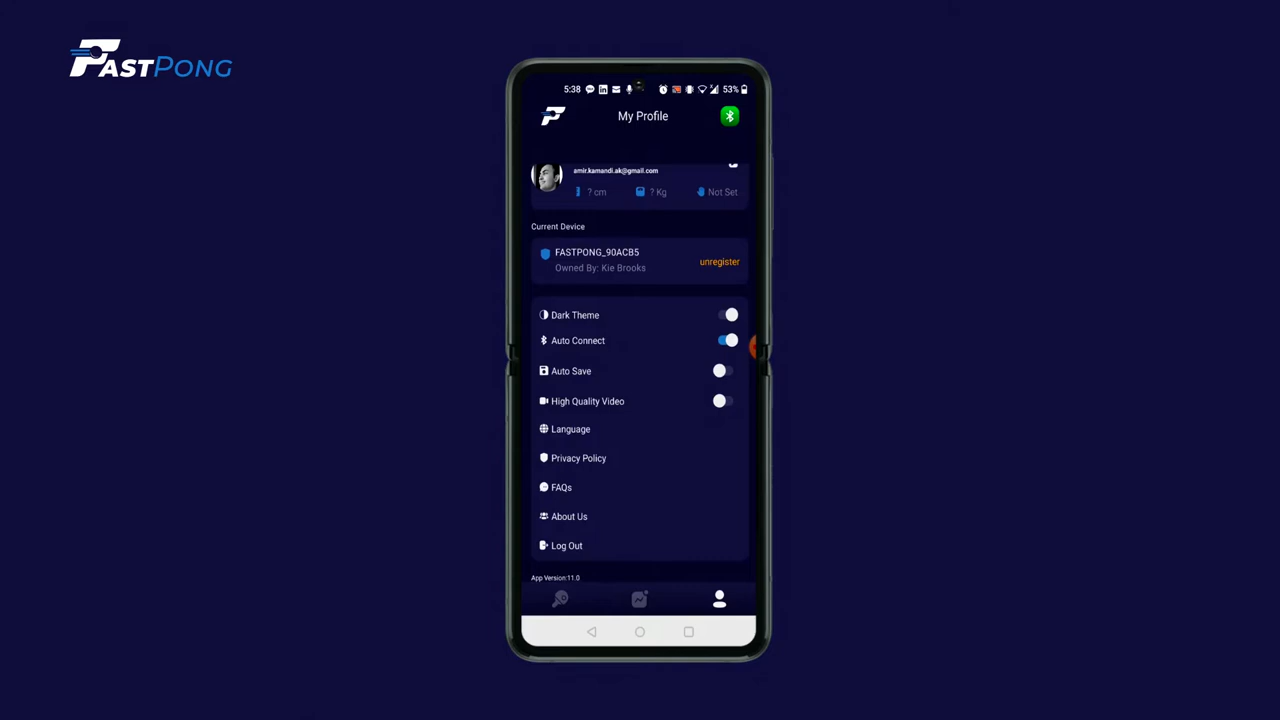 FASTPONG
5:38
53%
My Profile
amir.kamandi.ak@gmail.com
? cm
? Kg
Not Set
Current Device
FASTPONG_90ACB5
Owned By: Kie Brooks
unregister
Dark Theme
Auto Connect
Auto Save
High Quality Video
Language
Privacy Policy
FAQs
About Us
Log Out
App Version:11.0